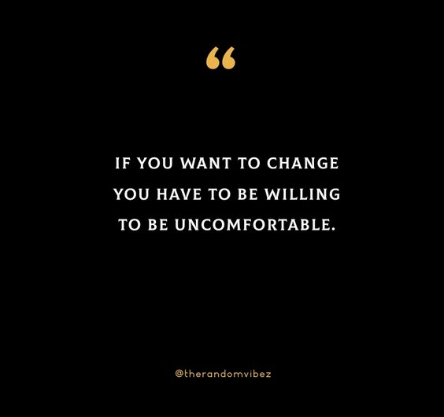 “
IF YOU WANT TO CHANGE
YOU HAVE TO BE WILLING
TO BE UNCOMFORTABLE.
@therandomvibez